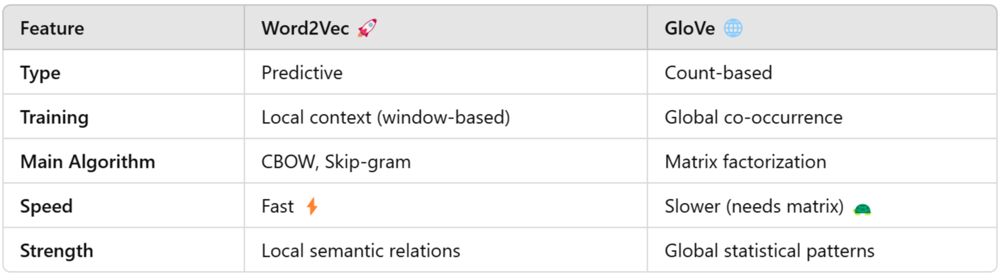 Feature Word2Vec 🚀 GloVe 🌐
Type Predictive Count-based
Training Local context (window-based) Global co-occurrence
Main Algorithm CBOW, Skip-gram Matrix factorization
Speed Fast ⚡ Slower (needs matrix) 🐢
Strength Local semantic relations Global statistical patterns